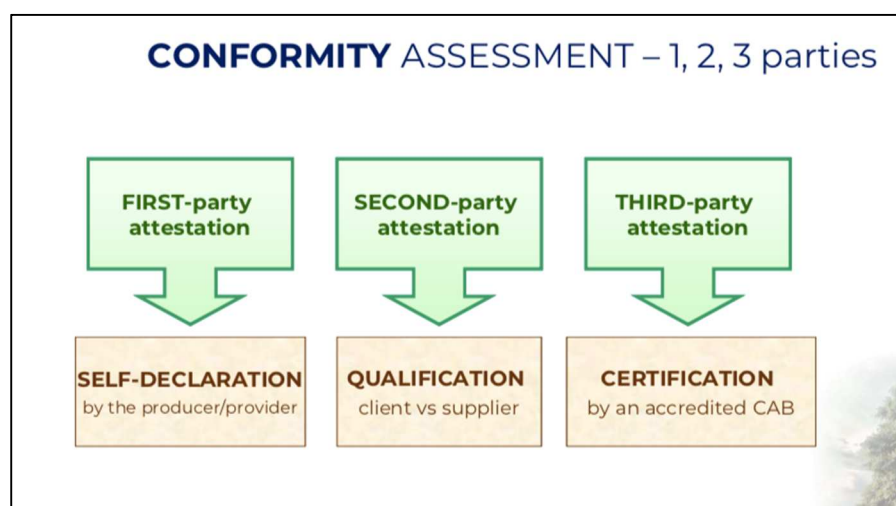 CONFORMITY ASSESSMENT – 1, 2, 3 parties
FIRST-party
attestation
SECOND-party
attestation
THIRD-party
attestation
SELF-DECLARATION
by the producer/provider
QUALIFICATION
client vs supplier
CERTIFICATION
by an accredited CAB